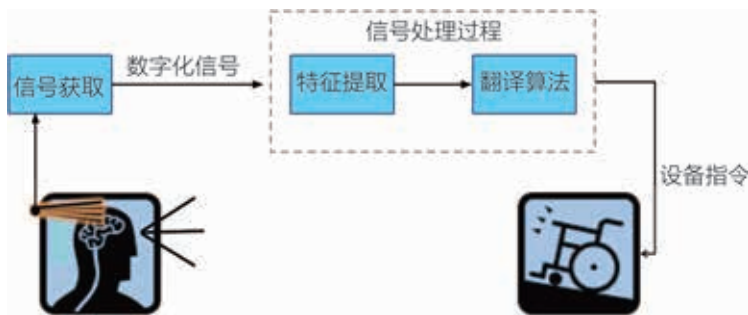 信号处理过程
信号获取
数字化信号
特征提取
翻译算法
设备指令